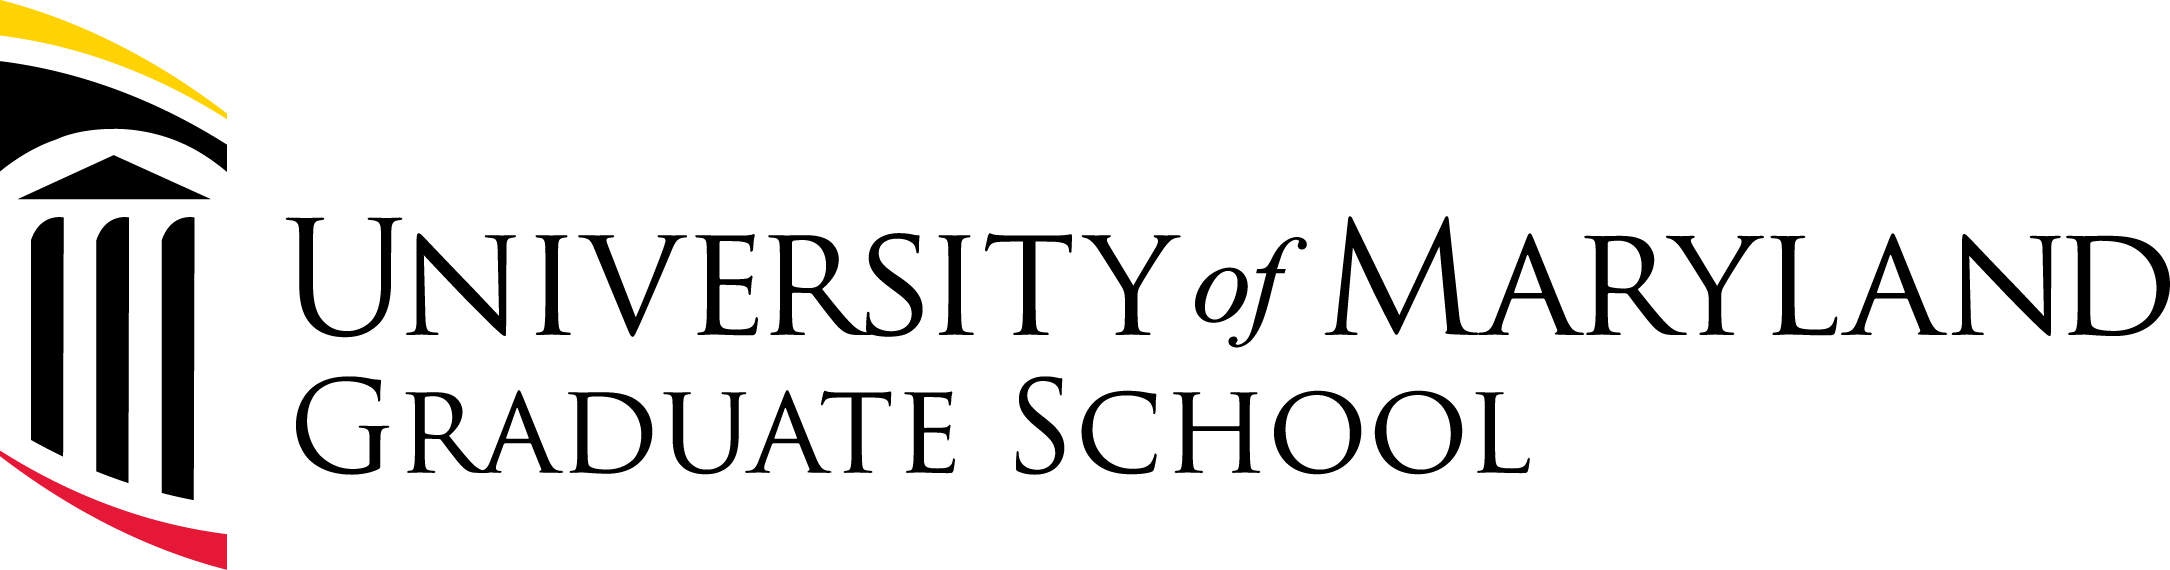 UNIVERSITY of MARYLAND
GRADUATE SCHOOL